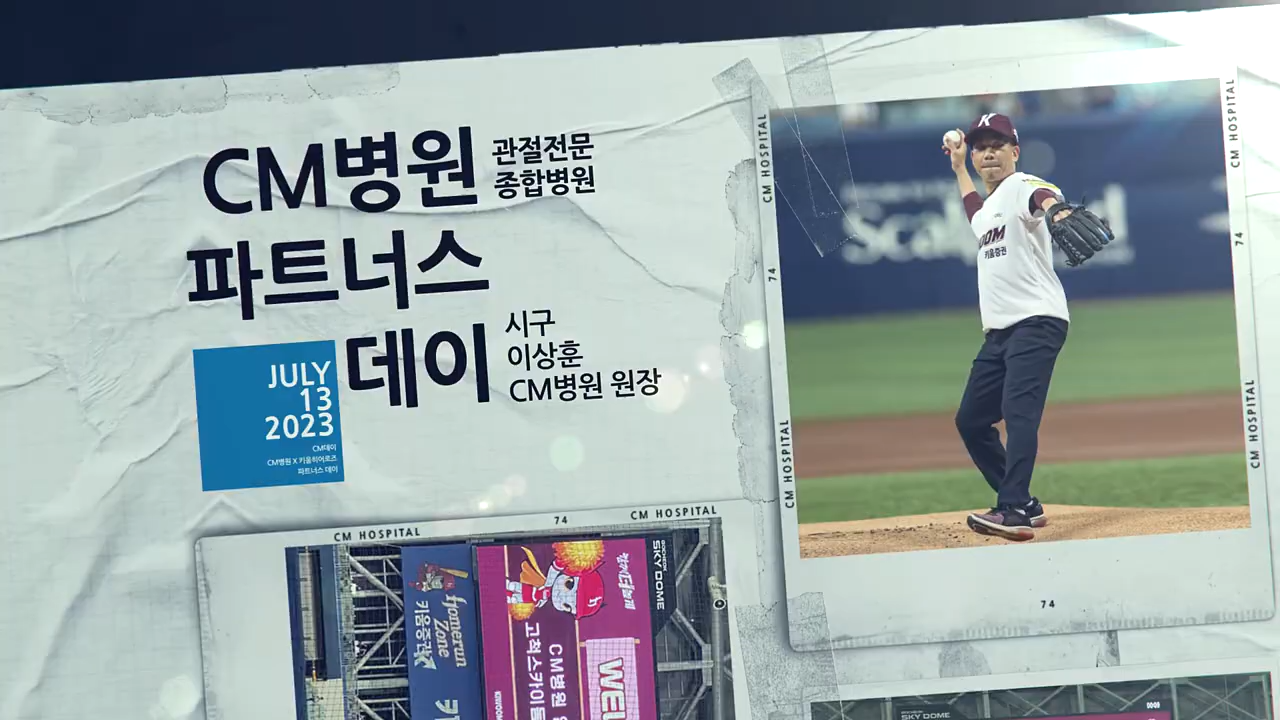 CM병원
관절전문
종합병원
파트너스
데이
시구
이상훈
CM병원 원장
JULY
13
2023
CM데이
CM병원 X 키움히어로즈
파트너스 데이
CM HOSPITAL
74
CM HOSPITAL
CM HOSPITAL
74
CM HOSPITAL
K
키움증권
74
CM HOSPITAL
74
CM HOSPITAL
Homerun
Zone
키움증권
SKY DOME
CM병원
고척스카이돔
SKY DOME
00:09